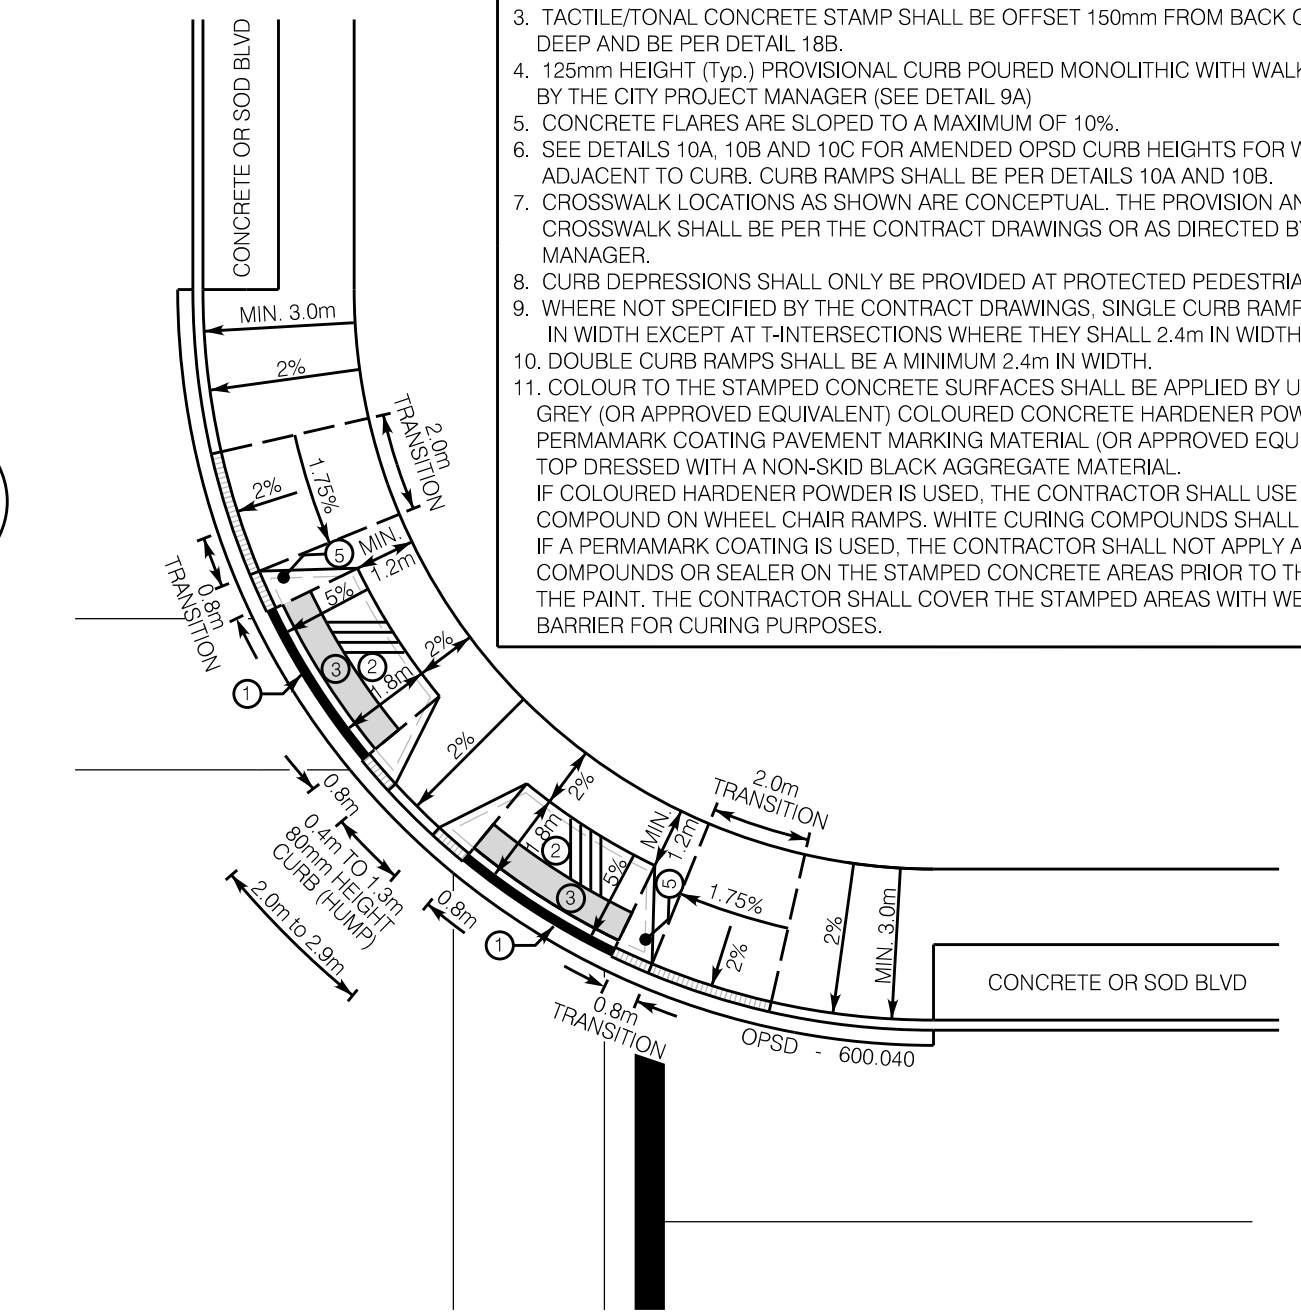 3. TACTILE/TONAL CONCRETE STAMP SHALL BE OFFSET 150mm FROM BACK
DEEP AND BE PER DETAIL 18B.
4. 125mm HEIGHT (Typ.) PROVISIONAL CURB POURED MONOLITHIC WITH
BY THE CITY PROJECT MANAGER (SEE DETAIL 9A)
5. CONCRETE FLARES ARE SLOPED TO A MAXIMUM OF 10%.
6. SEE DETAILS 10A, 10B AND 10C FOR AMENDED OPSD CURB HEIGHTS FOR
ADJACENT TO CURB. CURB RAMPS SHALL BE PER DETAILS 10A AND 10B.
7. CROSSWALK LOCATIONS AS SHOWN ARE CONCEPTUAL. THE PROVISION
CROSSWALK SHALL BE PER THE CONTRACT DRAWINGS OR AS DIRECTED
MANAGER.
8. CURB DEPRESSIONS SHALL ONLY BE PROVIDED AT PROTECTED
9. WHERE NOT SPECIFIED BY THE CONTRACT DRAWINGS, SINGLE CURB
IN WIDTH EXCEPT AT T-INTERSECTIONS WHERE THEY SHALL 2.4m IN WIDTH
10. DOUBLE CURB RAMPS SHALL BE A MINIMUM 2.4m IN WIDTH.
11. COLOUR TO THE STAMPED CONCRETE SURFACES SHALL BE APPLIED BY
GREY (OR APPROVED EQUIVALENT) COLOURED CONCRETE HARDENER
PERMAMARK COATING PAVEMENT MARKING MATERIAL (OR APPROVED
TOP DRESSED WITH A NON-SKID BLACK AGGREGATE MATERIAL.
IF COLOURED HARDENER POWDER IS USED, THE CONTRACTOR SHALL USE
COMPOUND ON WHEEL CHAIR RAMPS. WHITE CURING COMPOUNDS SHALL
IF A PERMAMARK COATING IS USED, THE CONTRACTOR SHALL NOT APPLY
COMPOUNDS OR SEALER ON THE STAMPED CONCRETE AREAS PRIOR TO
THE PAINT. THE CONTRACTOR SHALL COVER THE STAMPED AREAS WITH
BARRIER FOR CURING PURPOSES.
CONCRETE OR SOD BLVD
MIN. 3.0m
2%
2.0m
TRANSITION
1.75%
2%
5
MIN.
1.2m
0.8m
TRANSITION
5%
2%
3
2
1.8m
1
2%
0.8m
0.4m TO 1.3m
80mm HEIGHT
CURB (HUMP)
2.0m to 2.9m
2%
1.8m
2
5%
3
MIN.
1.2m
5
2.0m
TRANSITION
1.75%
2%
2%
MIN. 3.0m
0.8m
1
0.8m
TRANSITION
CONCRETE OR SOD BLVD
OPSD - 600.040